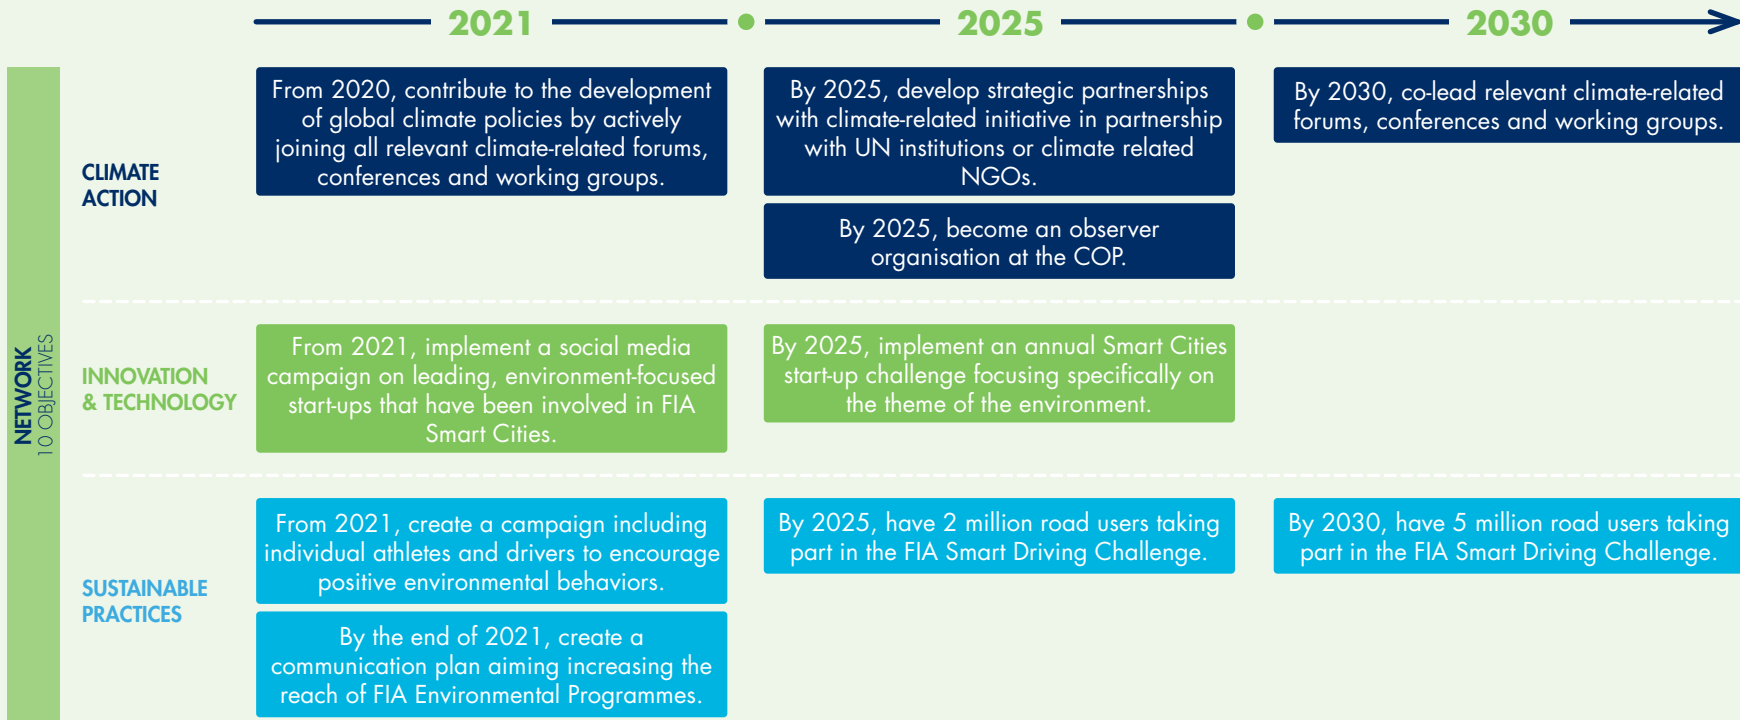 2021
2025
2030
NETWORK
10 OBJECTIVES
CLIMATE
ACTION
From 2020, contribute to the development
of global climate policies by actively
joining all relevant climate-related forums,
conferences and working groups.
By 2025, develop strategic partnerships
with climate-related initiative in partnership
with UN institutions or climate related
NGOs.
By 2025, become an observer
organisation at the COP.
By 2030, co-lead relevant climate-related
forums, conferences and working groups.
INNOVATION
& TECHNOLOGY
From 2021, implement a social media
campaign on leading, environment-focused
start-ups that have been involved in FIA
Smart Cities.
By 2025, implement an annual Smart Cities
start-up challenge focusing specifically on
the theme of the environment.
SUSTAINABLE
PRACTICES
From 2021, create a campaign including
individual athletes and drivers to encourage
positive environmental behaviors.
By the end of 2021, create a
communication plan aiming increasing the
reach of FIA Environmental Programmes.
By 2025, have 2 million road users taking
part in the FIA Smart Driving Challenge.
By 2030, have 5 million road users taking
part in the FIA Smart Driving Challenge.